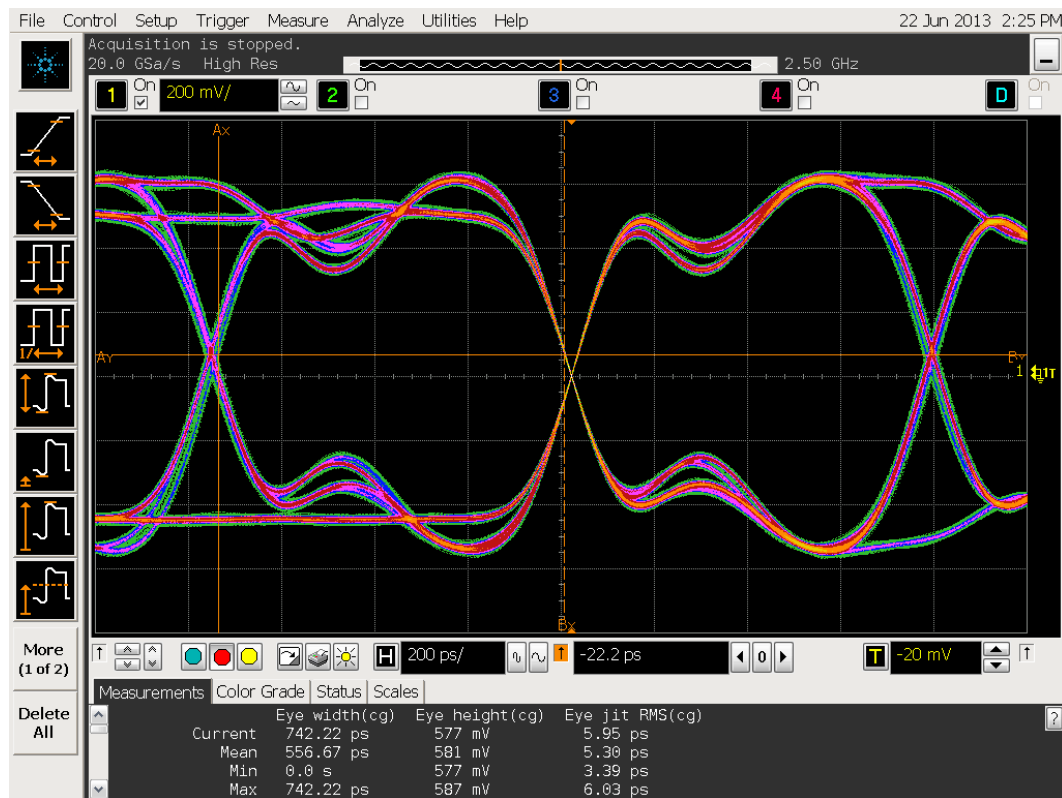 File Control Setup Trigger Measure Analyze Utilities Help 22 Jun 2013 2:25 PM
Acquisition is stopped.
20.0 GSa/s High Res 2.50 GHz
1 On 200 mV/ 2 On 3 On 4 On D On
Ax
Ay By
1 1T
Bx
More
(1 of 2)
H 200 ps/ -22.2 ps 0 T -20 mV
Measurements Color Grade Status Scales
Delete
All
Eye width(cg) Eye height(cg) Eye jit RMS(cg) ?
Current 742.22 ps 577 mV 5.95 ps
Mean 556.67 ps 581 mV 5.30 ps
Min 0.0 s 577 mV 3.39 ps
Max 742.22 ps 587 mV 6.03 ps
1/